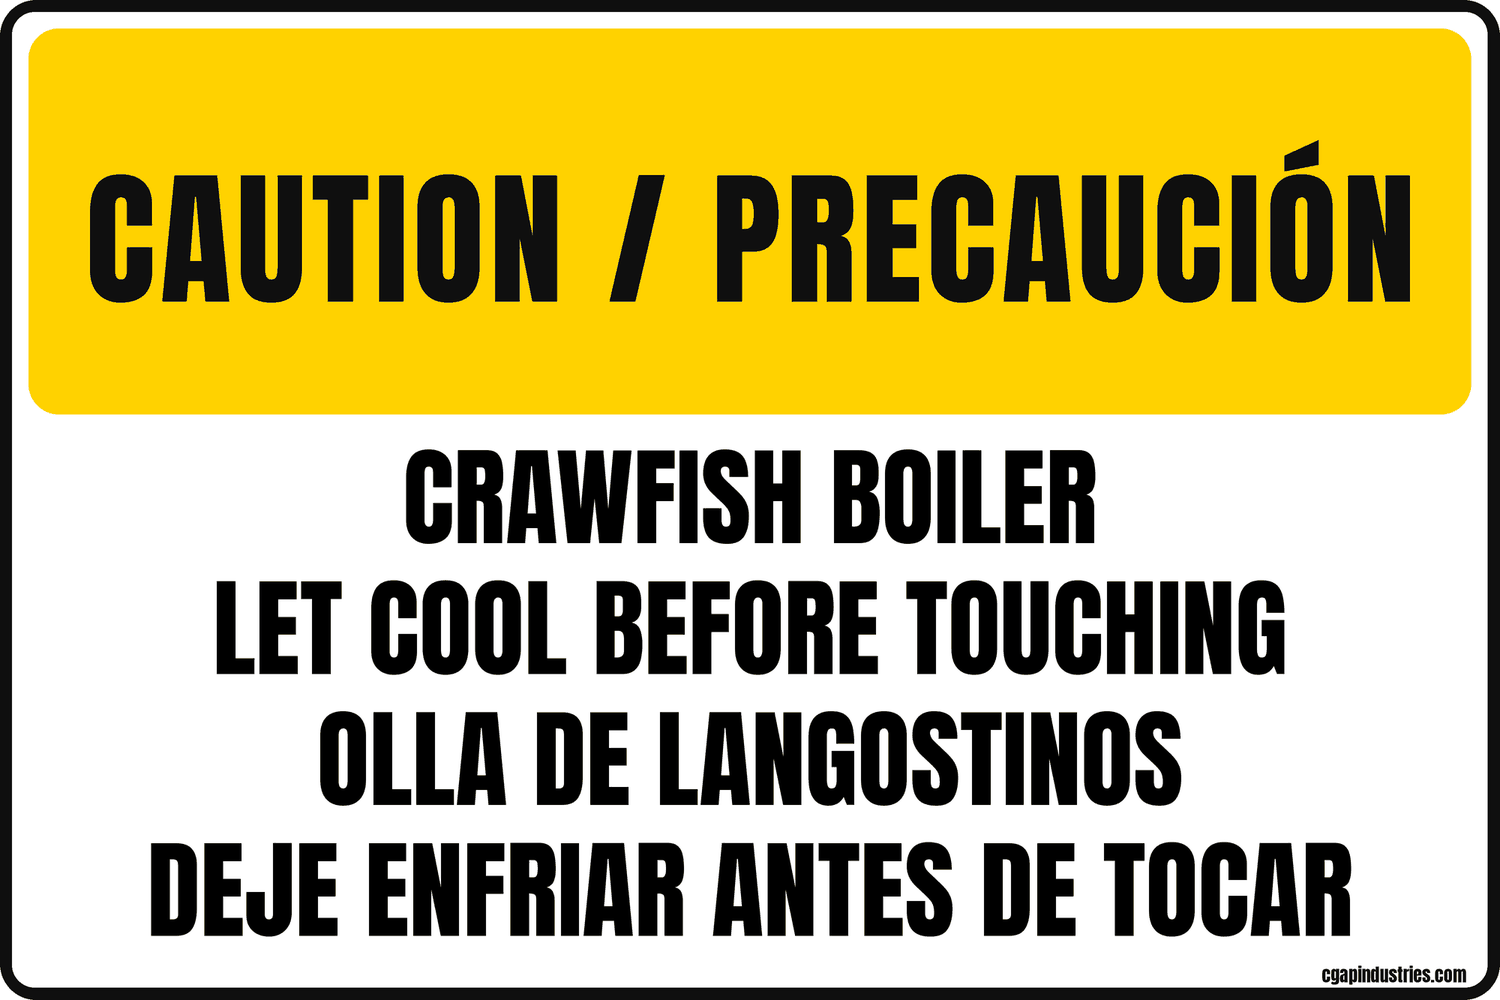 CAUTION / PRECAUCIÓN
CRAWFISH BOILER
LET COOL BEFORE TOUCHING
OLLA DE LANGOSTINOS
DEJE ENFRIAR ANTES DE TOCAR
cgapindustries.com